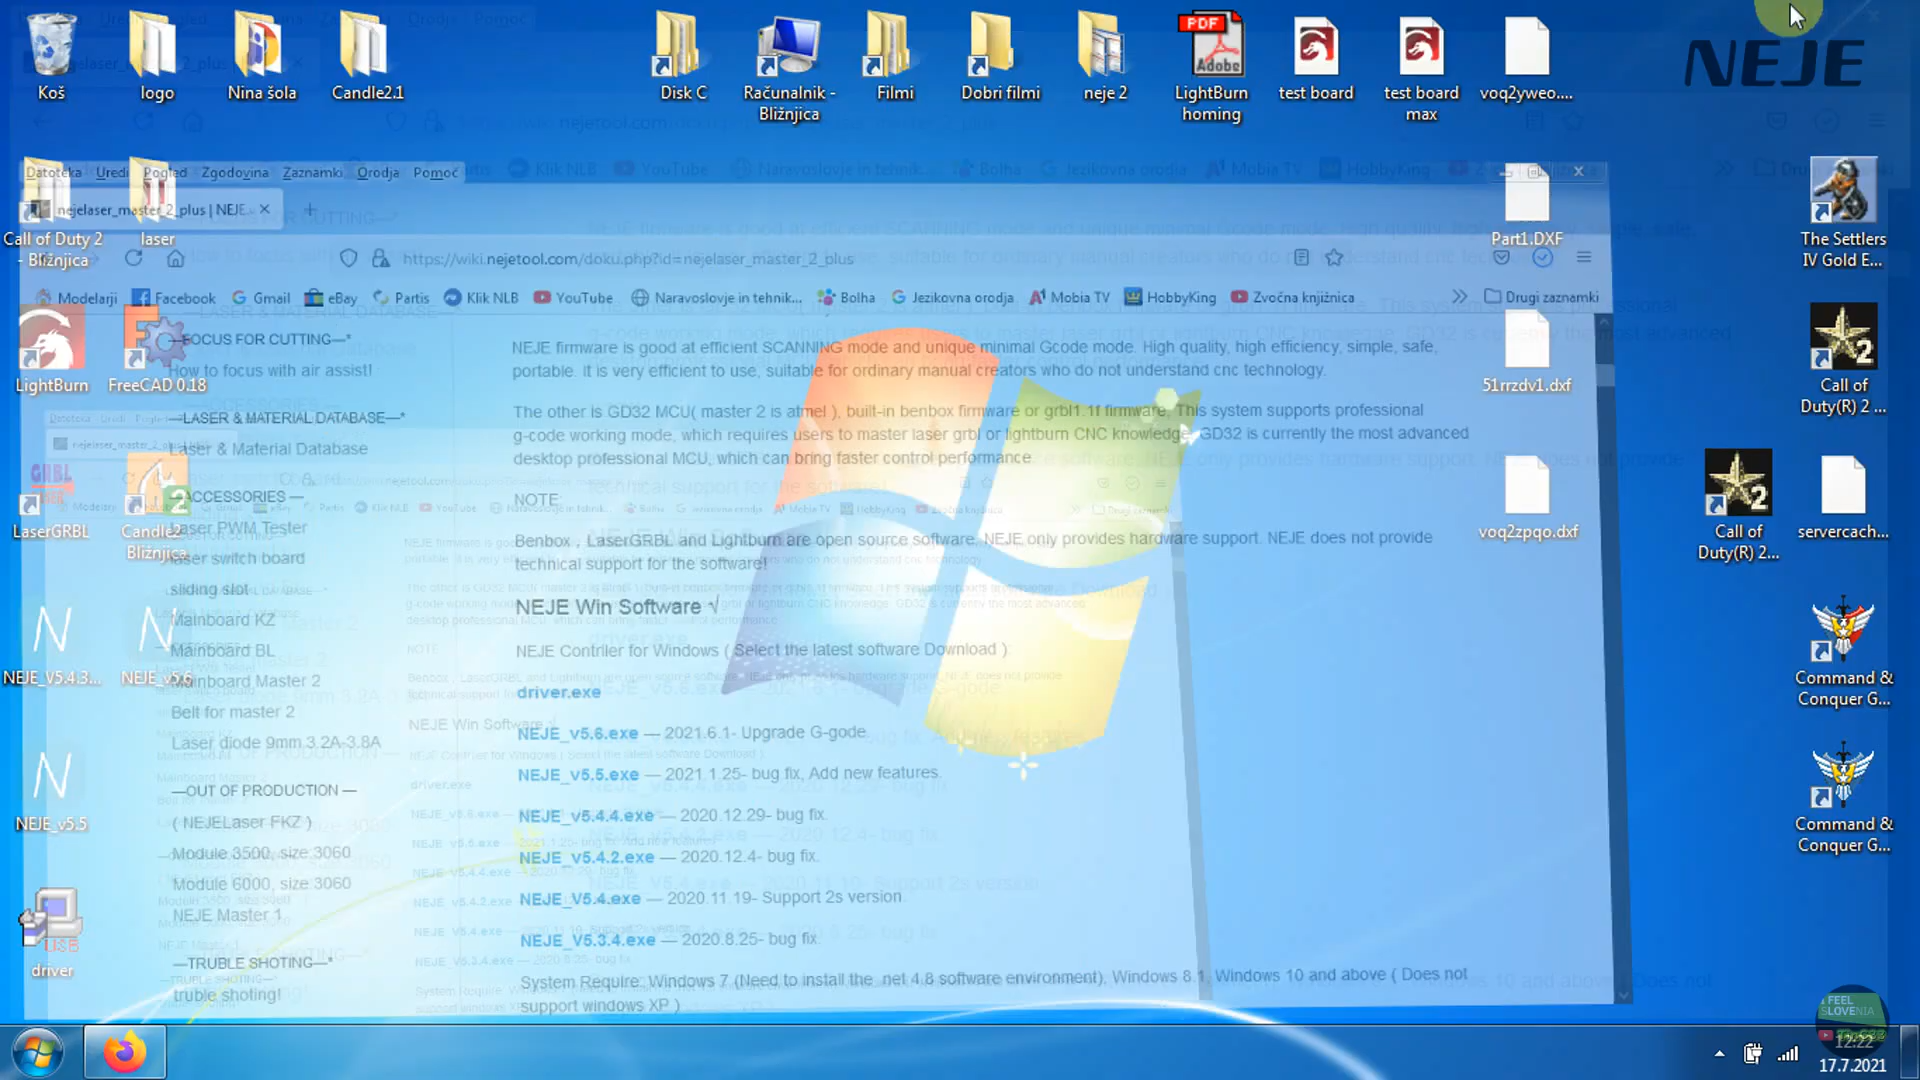 Koš
logo
Nina šola
Candle2.1
Disk C
Računalnik -
Bližnjica
Filmi
Dobri filmi
neje 2
LightBurn
homing
test board
test board
max
voq2yweo....
NEJE
Datoteka Uredi Pogled Zgodovina Zaznamki Orodja Pomoč
nejelaser_master_2_plus | NEJE
Call of Duty 2
- Bližnjica
laser
Part1.DXF
The Settlers
IV Gold E...
https://wiki.nejetool.com/doku.php?id=nejelaser_master_2_plus
Modelarji Facebook Gmail eBay Partis Klik NLB YouTube Naravoslovje in tehnik... Bolha Jezikovna orodja Mobia TV HobbyKing Zvočna knjižnica Drugi zaznamki
LightBurn
FreeCAD 0.18
51rrzdv1.dxf
Call of
Duty(R) 2 ...
—FOCUS FOR CUTTING—*
How to focus with air assist!
—LASER & MATERIAL DATABASE—*
Laser & Material Database
—ACCESSORIES —
Laser PWM Tester
laser switch board
sliding slot
Mainboard KZ
Mainboard BL
Mainboard Master 2
Belt for master 2
Laser diode 9mm 3.2A-3.8A
—OUT OF PRODUCTION —
( NEJELaser FKZ )
Module 3500, size 3060
Module 6000, size 3060
NEJE Master 1
—TRUBLE SHOTING—*
truble shoting!
NEJE firmware is good at efficient SCANNING mode and unique minimal Gcode mode. High quality, high efficiency, simple, safe,
portable. It is very efficient to use, suitable for ordinary manual creators who do not understand cnc technology.
The other is GD32 MCU( master 2 is atmel ), built-in benbox firmware or grbl1.1f firmware. This system supports professional
g-code working mode, which requires users to master laser grbl or lightburn CNC knowledge. GD32 is currently the most advanced
desktop professional MCU, which can bring faster control performance
NOTE:
Benbox , LaserGRBL and Lightburn are open source software, NEJE only provides hardware support. NEJE does not provide
technical support for the software!
NEJE Win Software √
NEJE Contrller for Windows ( Select the latest software Download ):
driver.exe
NEJE_v5.6.exe — 2021.6.1- Upgrade G-gode.
NEJE_v5.5.exe — 2021.1.25- bug fix, Add new features.
NEJE_v5.4.4.exe — 2020.12.29- bug fix.
NEJE_v5.4.2.exe — 2020.12.4- bug fix.
NEJE_V5.4.exe — 2020.11.19- Support 2s version.
NEJE_V5.3.4.exe — 2020.8.25- bug fix.
System Require: Windows 7 (Need to install the .net 4.8 software environment), Windows 8.1, Windows 10 and above ( Does not
support windows XP )
LaserGRBL
Candle2 -
Bližnjica
voq2zpqo.dxf
Call of
Duty(R) 2...
servercach...
NEJE_V5.4.3...
NEJE_v5.6
Command &
Conquer G...
NEJE_v5.5
Command &
Conquer G...
driver
I FEEL
SLOVENIA
12:22
17.7.2021